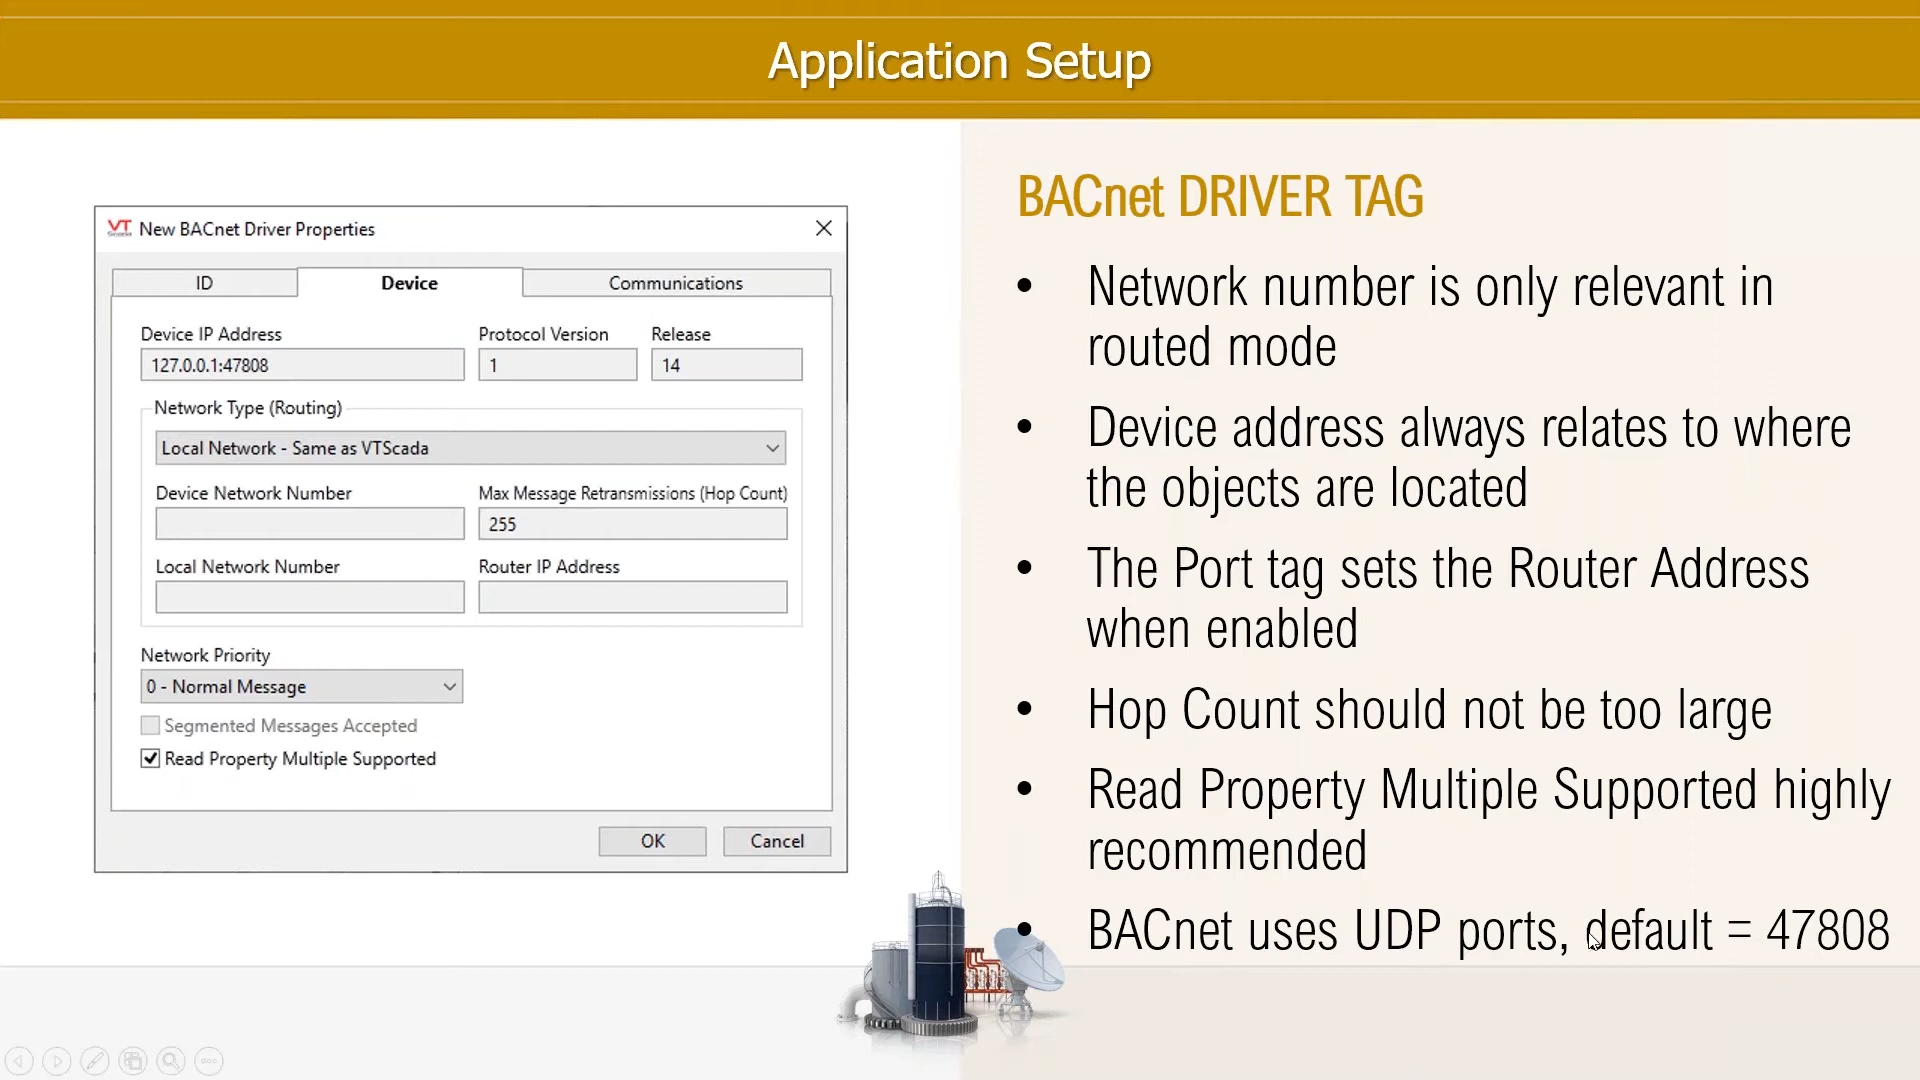 Application Setup
VT
Scada
New BACnet Driver Properties
ID
Device
Communications
Device IP Address
Protocol Version
Release
127.0.0.1:47808
1
14
Network Type (Routing)
Local Network - Same as VTScada
Device Network Number
Max Message Retransmissions (Hop Count)
255
Local Network Number
Router IP Address
Network Priority
0 - Normal Message
Segmented Messages Accepted
Read Property Multiple Supported
OK
Cancel
BACnet DRIVER TAG
• Network number is only relevant in
routed mode
• Device address always relates to where
the objects are located
• The Port tag sets the Router Address
when enabled
• Hop Count should not be too large
• Read Property Multiple Supported highly
recommended
• BACnet uses UDP ports, default = 47808